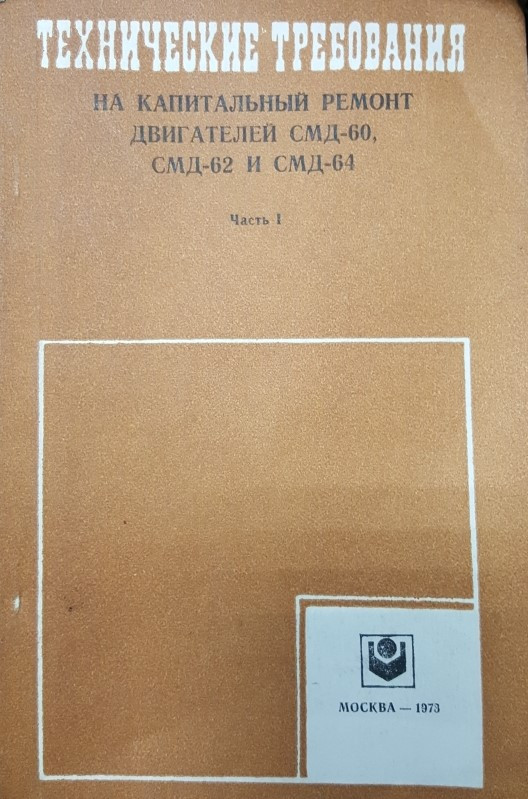 ТЕХНИЧЕСКИЕ ТРЕБОВАНИЯ
НА КАПИТАЛЬНЫЙ РЕМОНТ
ДВИГАТЕЛЕЙ СМД-60,
СМД-62 И СМД-64
Часть I
МОСКВА — 1973